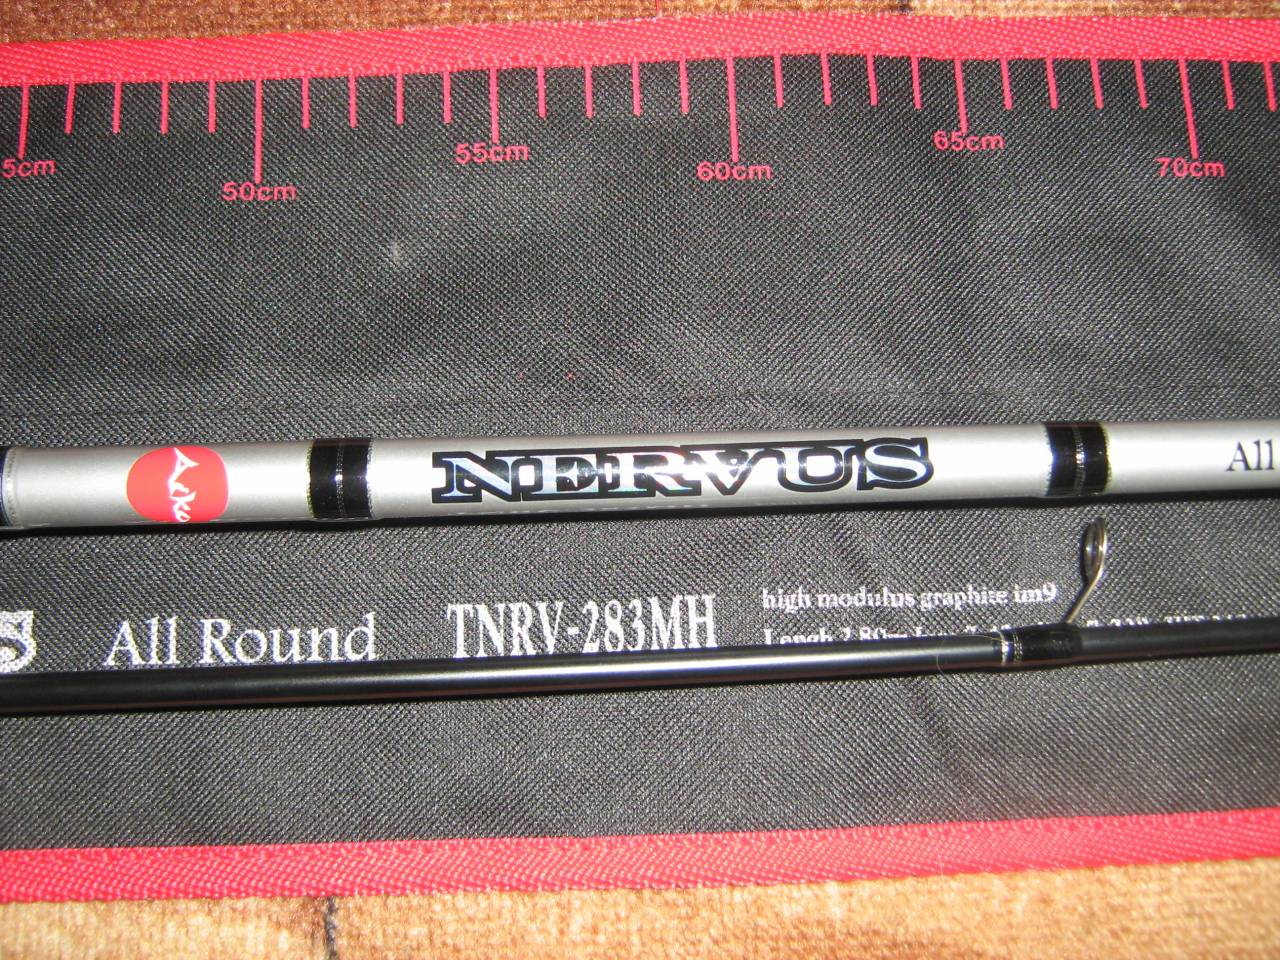 5cm
50cm
55cm
60cm
65cm
70cm
NERVUS
All
S All Round TNRV-283MH
high modulus graphite im9